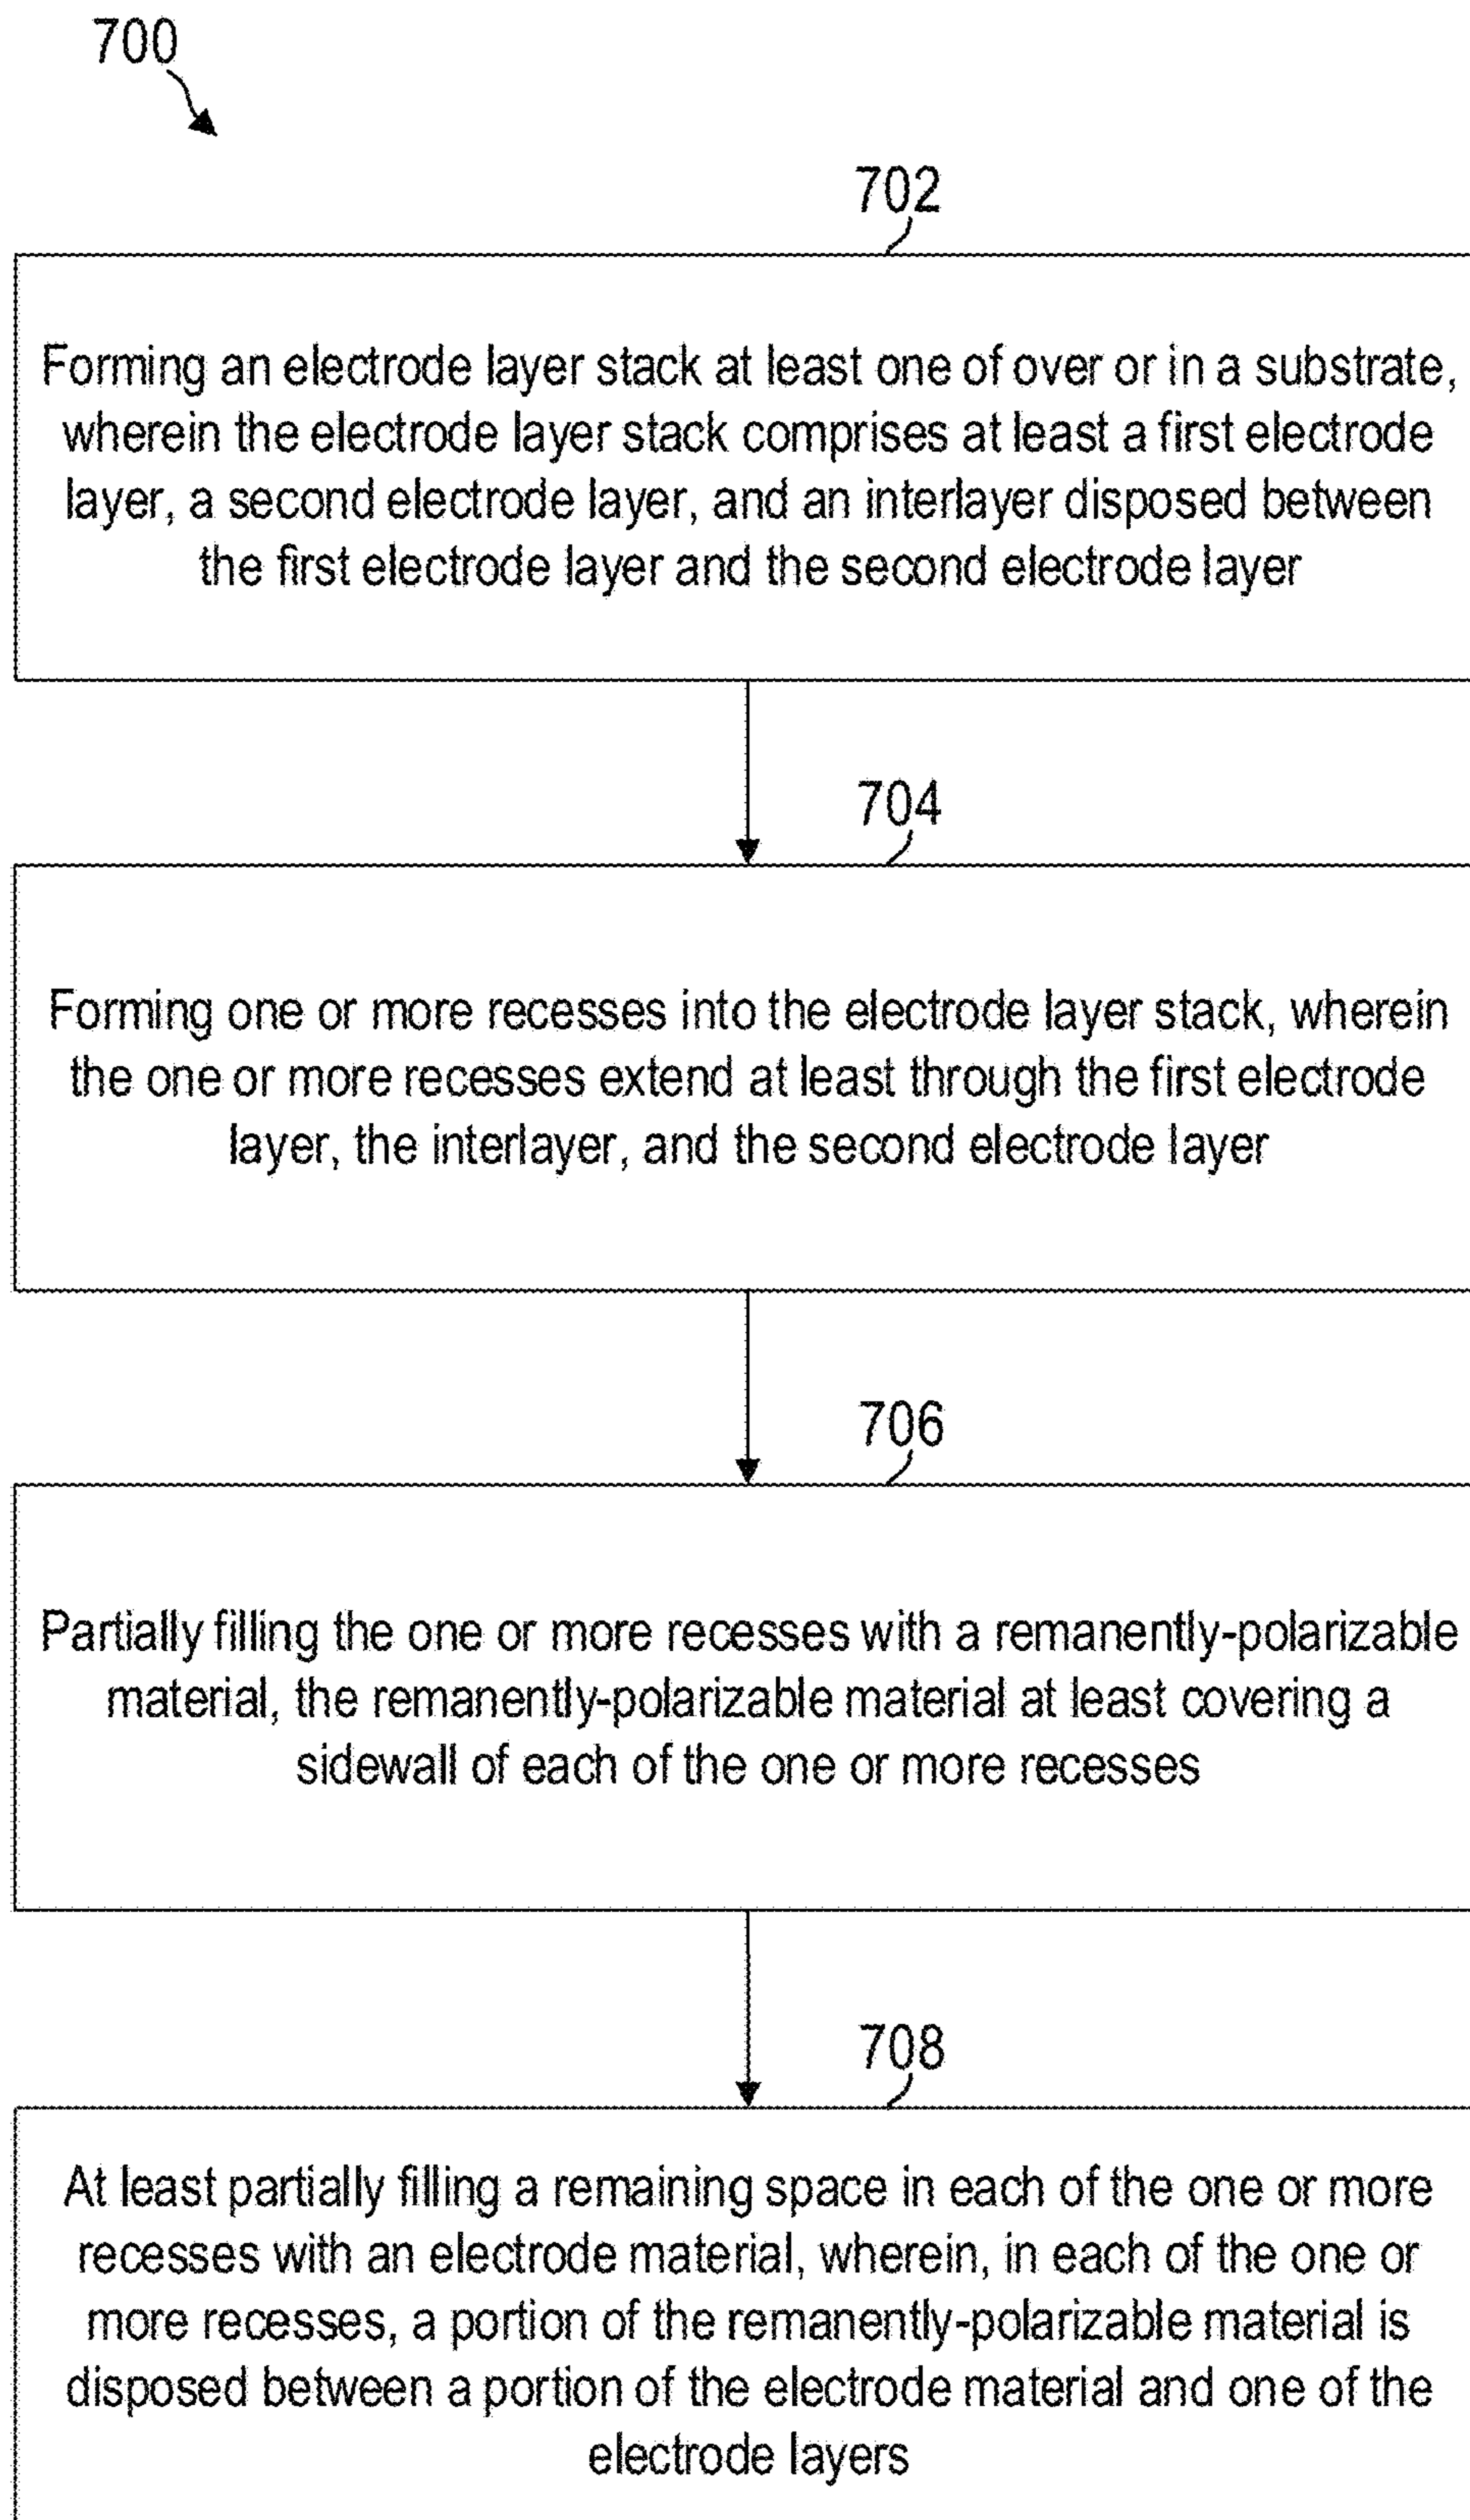 700
702
Forming an electrode layer stack at least one of over or in a substrate,
wherein the electrode layer stack comprises at least a first electrode
layer, a second electrode layer, and an interlayer disposed between
the first electrode layer and the second electrode layer
704
Forming one or more recesses into the electrode layer stack, wherein
the one or more recesses extend at least through the first electrode
layer, the interlayer, and the second electrode layer
706
Partially filling the one or more recesses with a remanently-polarizable
material, the remanently-polarizable material at least covering a
sidewall of each of the one or more recesses
708
At least partially filling a remaining space in each of the one or more
recesses with an electrode material, wherein, in each of the one or
more recesses, a portion of the remanently-polarizable material is
disposed between a portion of the electrode material and one of the
electrode layers